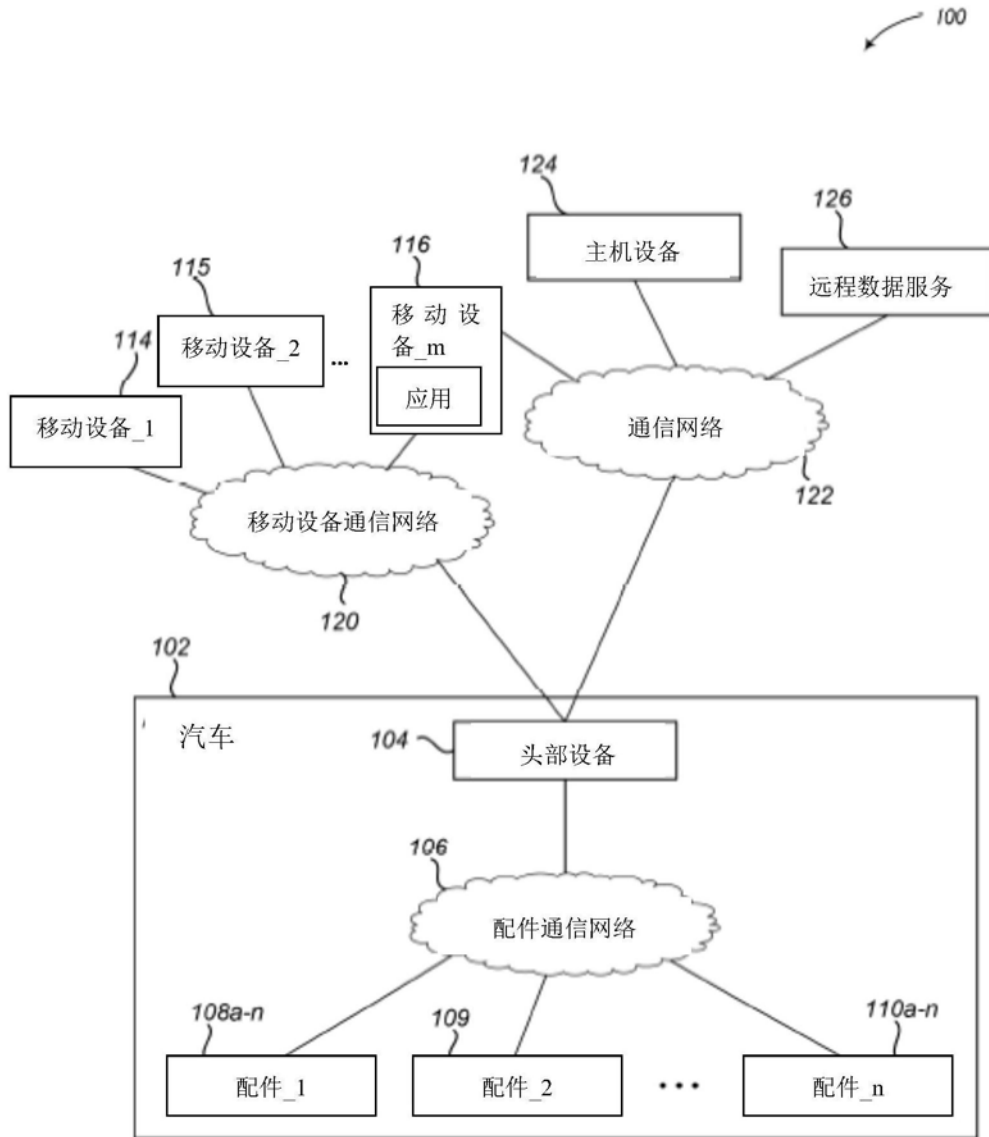 100
124
主机设备
126
远程数据服务
116
移动设
备_m
应用
115
移动设备_2
...
114
移动设备_1
通信网络
122
移动设备通信网络
120
102
汽车
104
头部设备
106
配件通信网络
108a-n
配件_1
109
配件_2
...
110a-n
配件_n